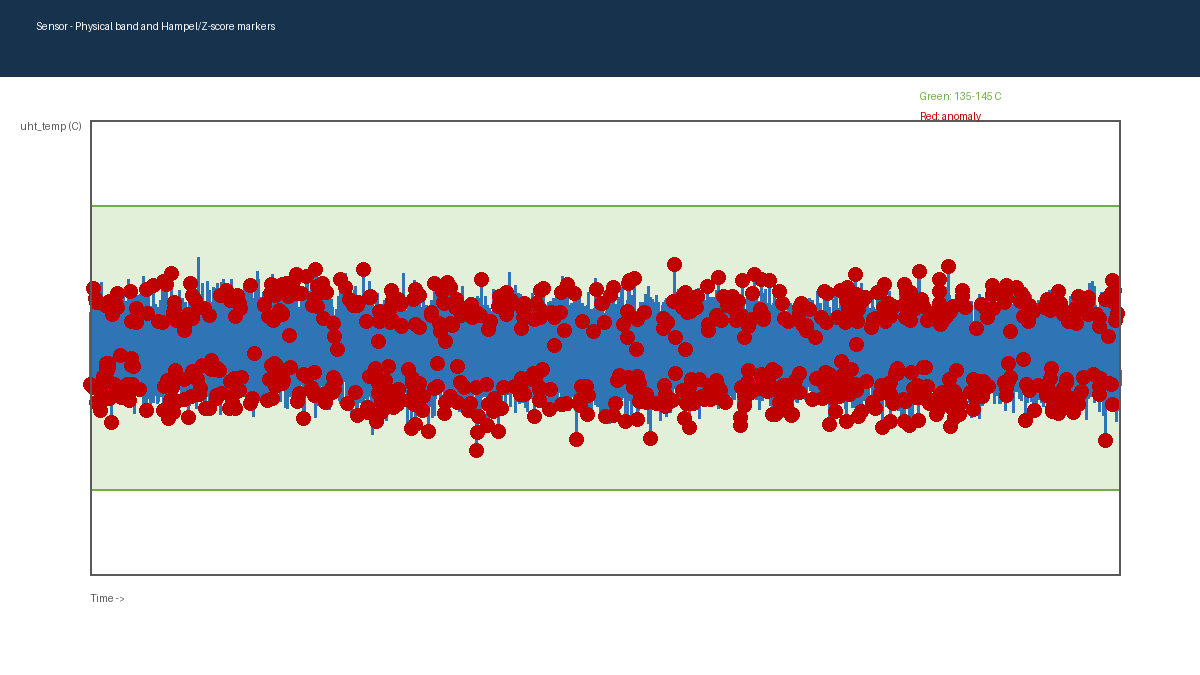 Sensor - Physical band and Hampel/Z-score markers
Green: 135-145 C
Red: anomaly
uht_temp (C)
Time ->